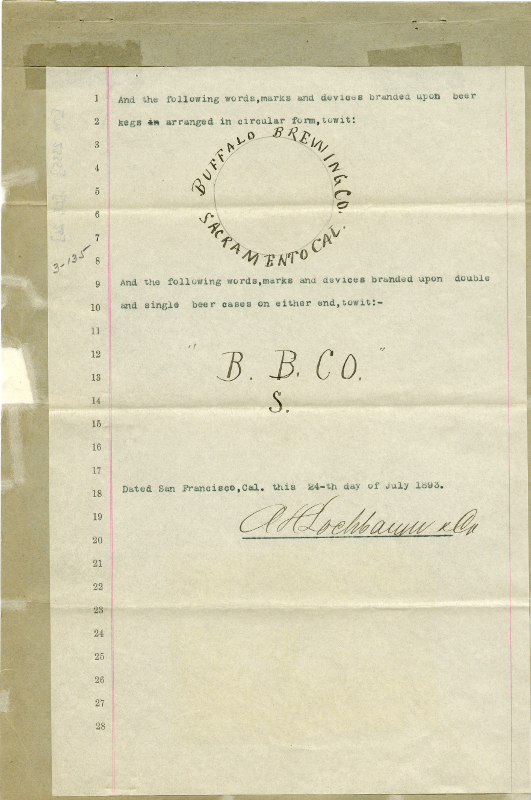 1 And the following words,marks and devices branded upon beer
2 kegs in arranged in circular form,towit:
3
BUFFALO BREWING CO.
4
5
6
SACRAMENTO CAL.
7
3-135
8
9 And the following words,marks and devices branded upon double
10 and single beer cases on either end,towit:-
11
12
13 " B. B. CO. "
14 S.
15
16
17
18 Dated San Francisco,Cal. this 24-th day of July 1893.
19 A H Lochbaum & Co
20
21
22
23
24
25
26
27
28